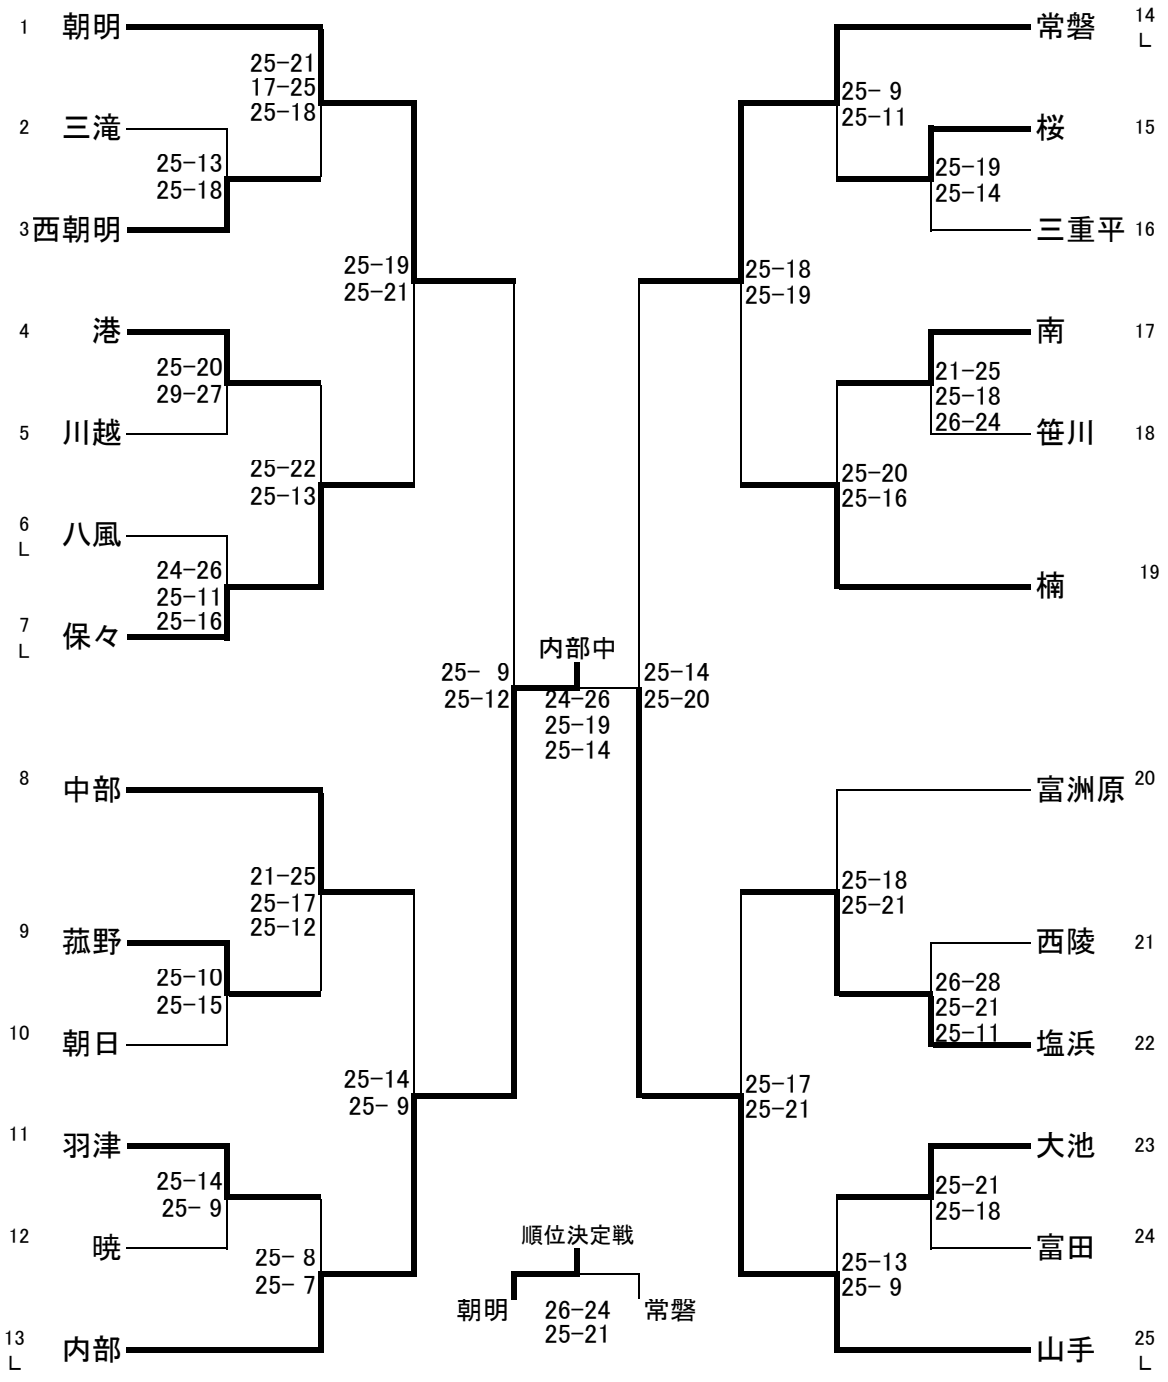 1 朝明
25-21
17-25
25-18
2 三滝
25-13
25-18
3 西朝明
25-19
25-21
4 港
25-20
29-27
5 川越
25-22
25-13
6
L
八風
24-26
25-11
25-16
7
L
保々
25- 9
25-12
8 中部
21-25
25-17
25-12
9 菰野
25-10
25-15
10 朝日
25-14
25- 9
11 羽津
25-14
25- 9
12 暁
25- 8
25- 7
13
L
内部
内部中
24-26
25-19
25-14
順位決定戦
朝明 常磐
26-24
25-21
常磐 14
L
25- 9
25-11
桜 15
25-19
25-14
三重平 16
25-18
25-19
南 17
21-25
25-18
26-24
笹川 18
25-20
25-16
楠 19
25-14
25-20
富洲原 20
25-18
25-21
西陵 21
26-28
25-21
25-11
塩浜 22
25-17
25-21
大池 23
25-21
25-18
富田 24
25-13
25- 9
山手 25
L